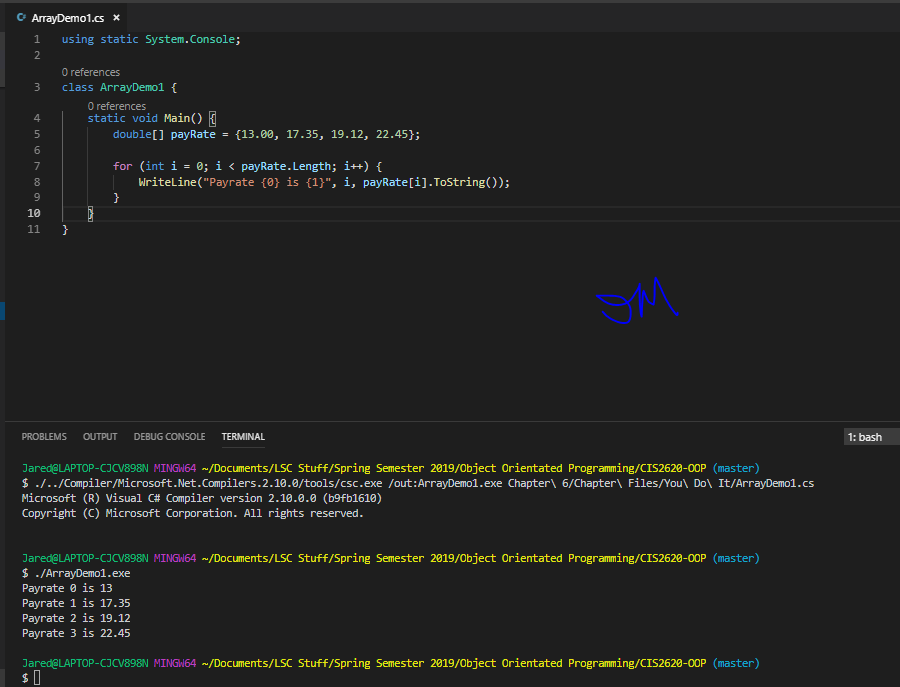 ArrayDemo1.cs ×
1 using static System.Console;
2
0 references
3 class ArrayDemo1 {
0 references
4 static void Main() {
5 double[] payRate = {13.00, 17.35, 19.12, 22.45};
6
7 for (int i = 0; i < payRate.Length; i++) {
8 WriteLine("Payrate {0} is {1}", i, payRate[i].ToString());
9 }
10 }
11 }
JM
PROBLEMS OUTPUT DEBUG CONSOLE TERMINAL 1: bash
Jared@LAPTOP-CJCV898N MINGW64 ~/Documents/LSC Stuff/Spring Semester 2019/Object Orientated Programming/CIS2620-OOP (master)
$ ./../Compiler/Microsoft.Net.Compilers.2.10.0/tools/csc.exe /out:ArrayDemo1.exe Chapter\ 6/Chapter\ Files/You\ Do\ It/ArrayDemo1.cs
Microsoft (R) Visual C# Compiler version 2.10.0.0 (b9fb1610)
Copyright (C) Microsoft Corporation. All rights reserved.
Jared@LAPTOP-CJCV898N MINGW64 ~/Documents/LSC Stuff/Spring Semester 2019/Object Orientated Programming/CIS2620-OOP (master)
$ ./ArrayDemo1.exe
Payrate 0 is 13
Payrate 1 is 17.35
Payrate 2 is 19.12
Payrate 3 is 22.45
Jared@LAPTOP-CJCV898N MINGW64 ~/Documents/LSC Stuff/Spring Semester 2019/Object Orientated Programming/CIS2620-OOP (master)
$